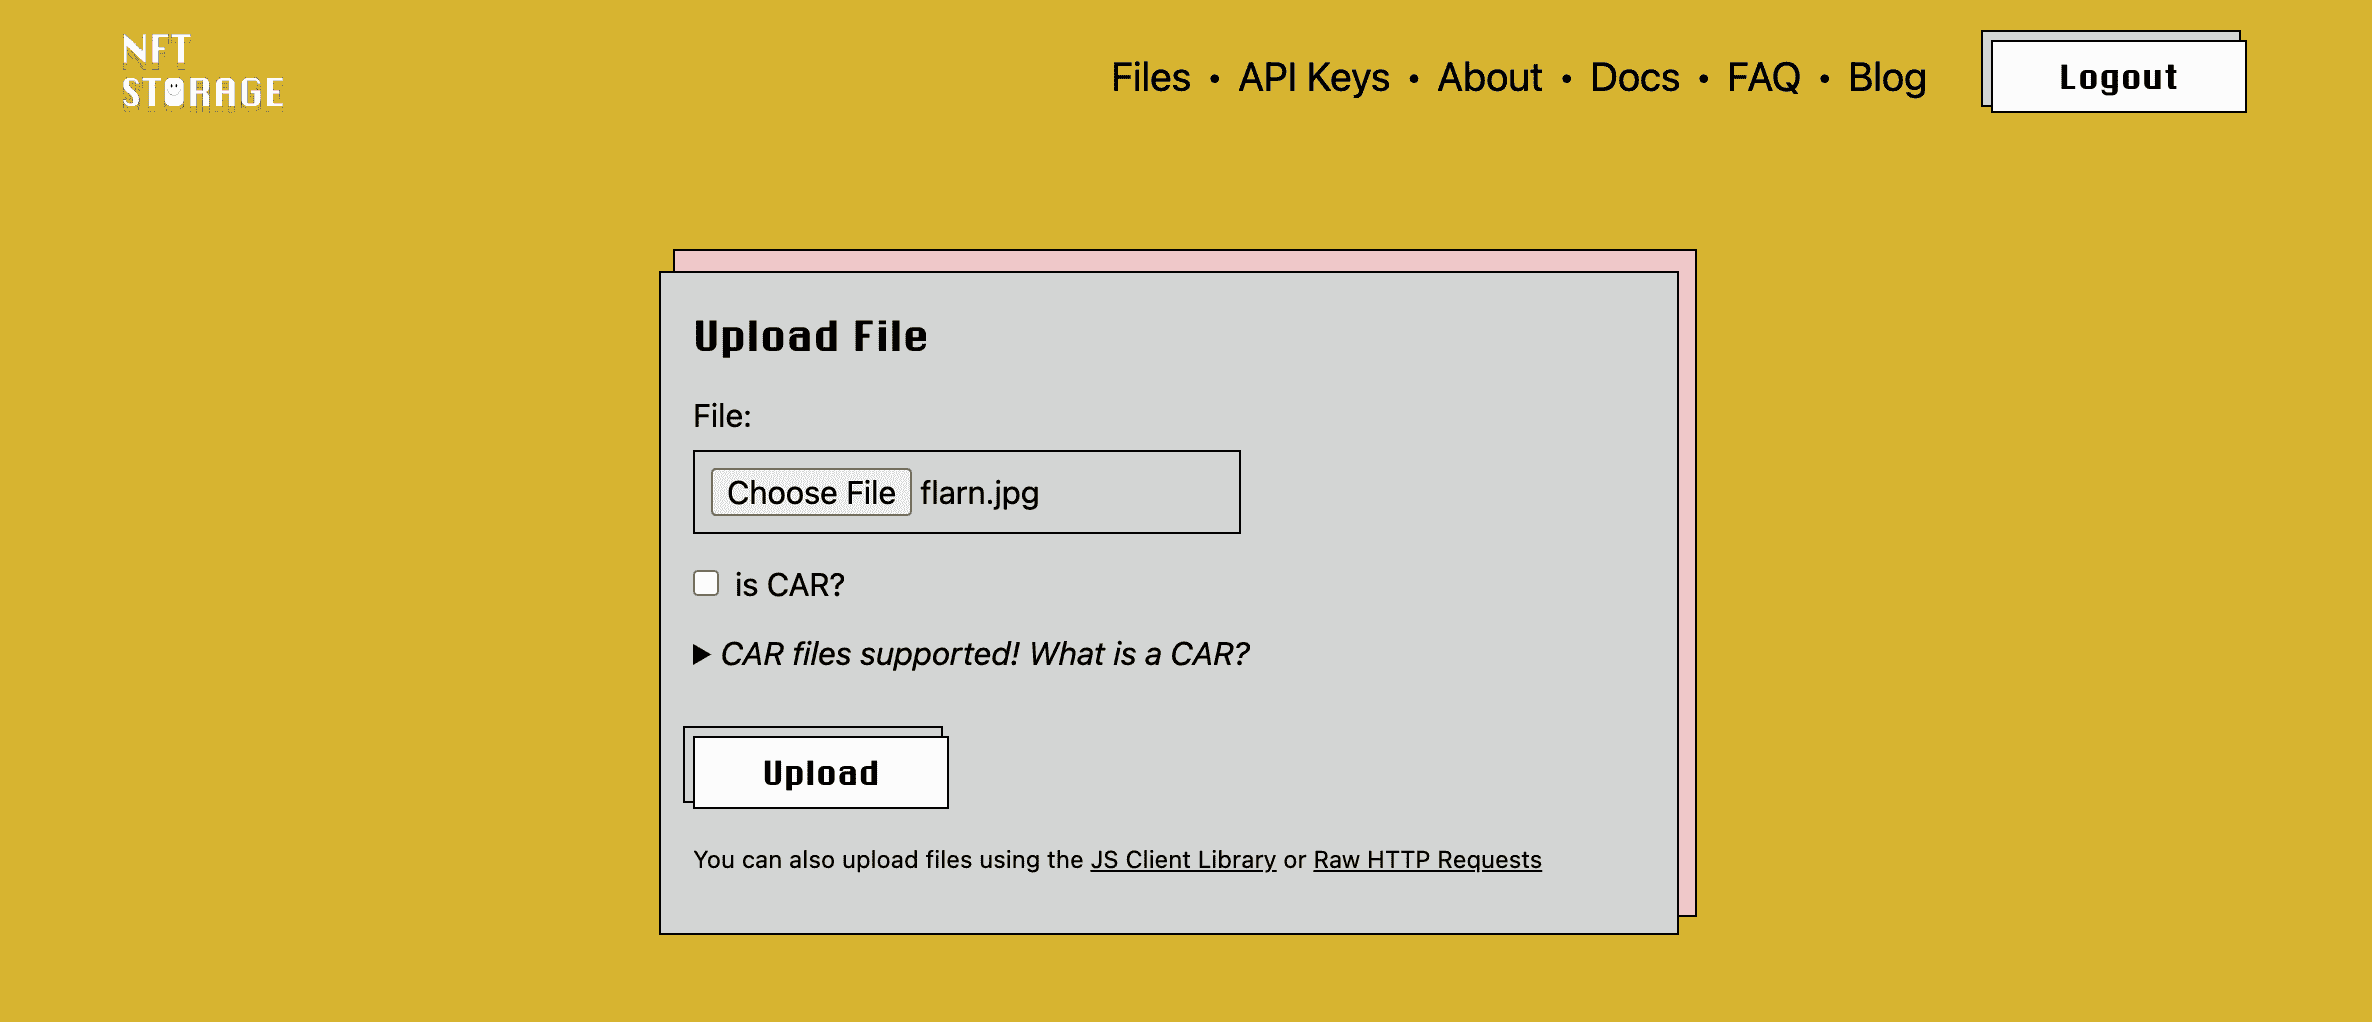 NFT
STORAGE
Files • API Keys • About • Docs • FAQ • Blog
Logout
Upload File
File:
Choose File flarn.jpg
is CAR?
CAR files supported! What is a CAR?
Upload
You can also upload files using the JS Client Library or Raw HTTP Requests